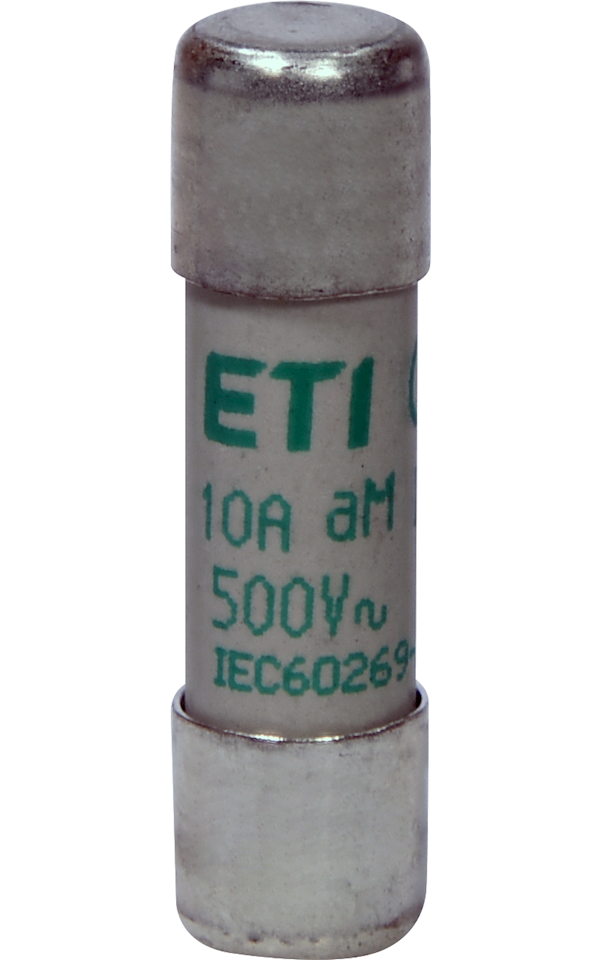 ETI
10A aM
500V~
IEC60269-